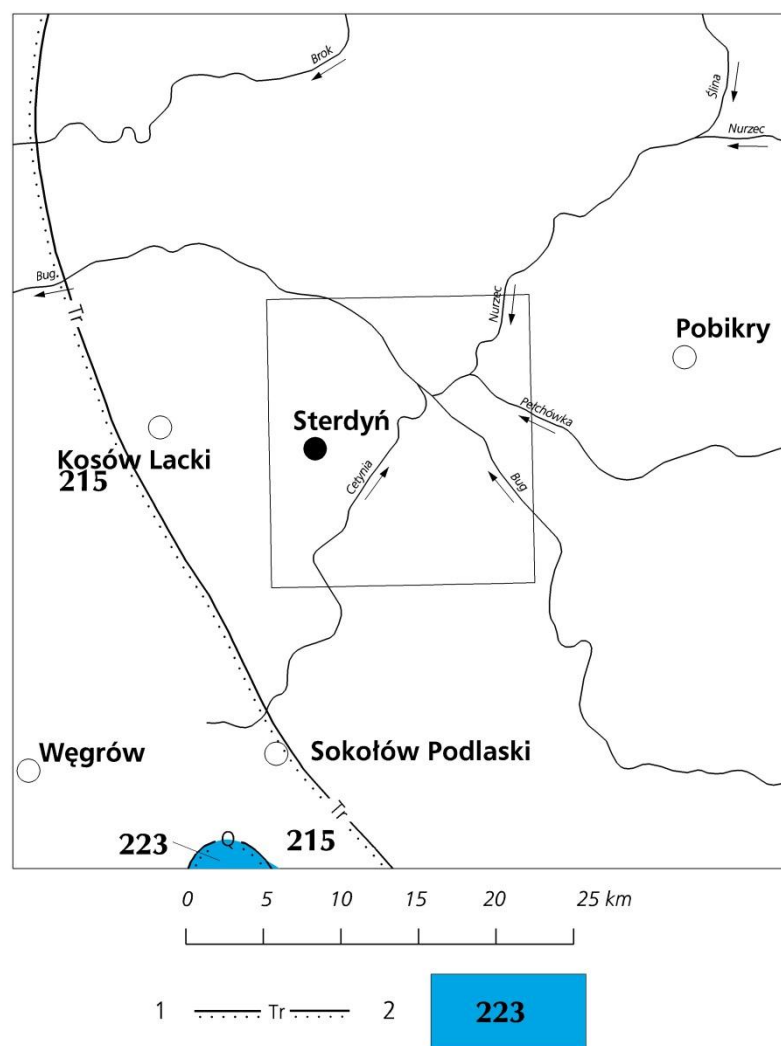 Brok
Ślina
Nurzec
Bug
Tr
Nurzec
Pobikry
Pełchówka
Sterdyń
Kosów Lacki
215
Cetynia
Bug
Węgrów
Sokołów Podlaski
Tr
223
Q
215
0 5 10 15 20 25 km
1 Tr 2 223